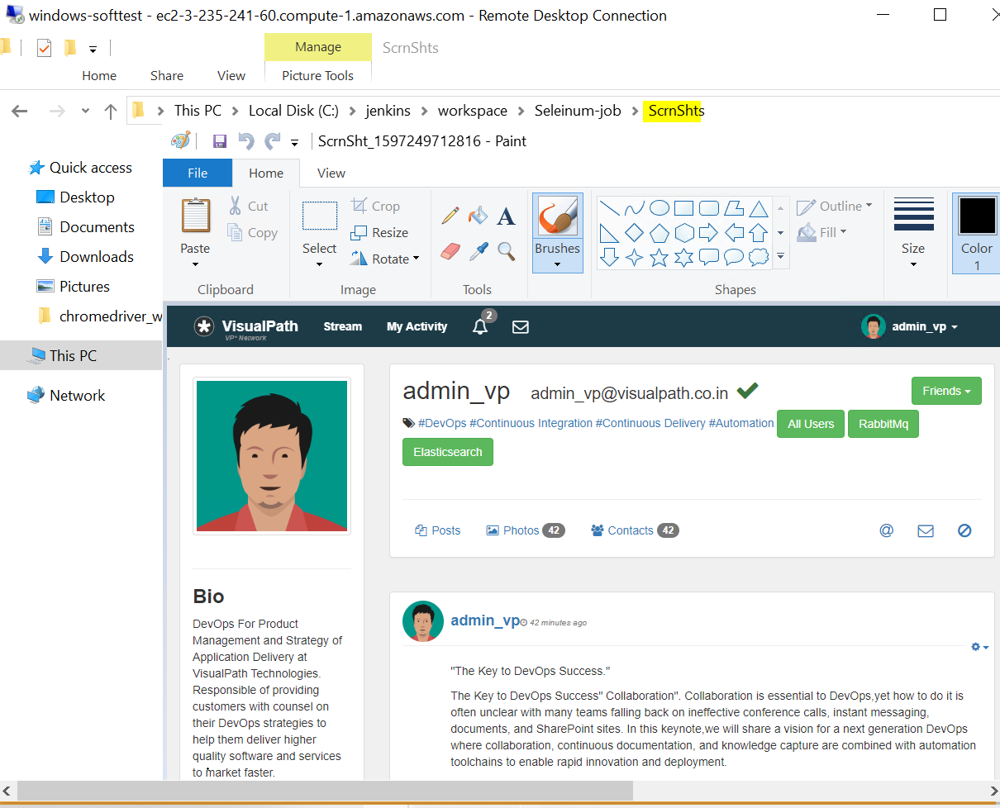 windows-softtest - ec2-3-235-241-60.compute-1.amazonaws.com - Remote Desktop Connection
Manage
ScrnShts
Home Share View Picture Tools
This PC Local Disk (C:) jenkins workspace Seleinum-job ScrnShts
ScrnSht_1597249712816 - Paint
Quick access
Desktop
Documents
Downloads
Pictures
chromedriver_w
This PC
Network
File Home View
Paste
Cut
Copy
Clipboard
Select
Crop
Resize
Rotate
Image
A
Tools
Brushes
Outline
Fill
Shapes
Size
Color
1
VisualPath
VP* Network
Stream My Activity 2 admin_vp
admin_vp admin_vp@visualpath.co.in Friends
#DevOps #Continuous Integration #Continuous Delivery #Automation All Users RabbitMq
Elasticsearch
Posts Photos 42 Contacts 42 @
Bio
DevOps For Product
Management and Strategy of
Application Delivery at
VisualPath Technologies.
Responsible of providing
customers with counsel on
their DevOps strategies to
help them deliver higher
quality software and services
to market faster.
admin_vp 42 minutes ago
"The Key to DevOps Success."
The Key to DevOps Success" Collaboration". Collaboration is essential to DevOps,yet how to do it is
often unclear with many teams falling back on ineffective conference calls, instant messaging,
documents, and SharePoint sites. In this keynote,we will share a vision for a next generation DevOps
where collaboration, continuous documentation, and knowledge capture are combined with automation
toolchains to enable rapid innovation and deployment.